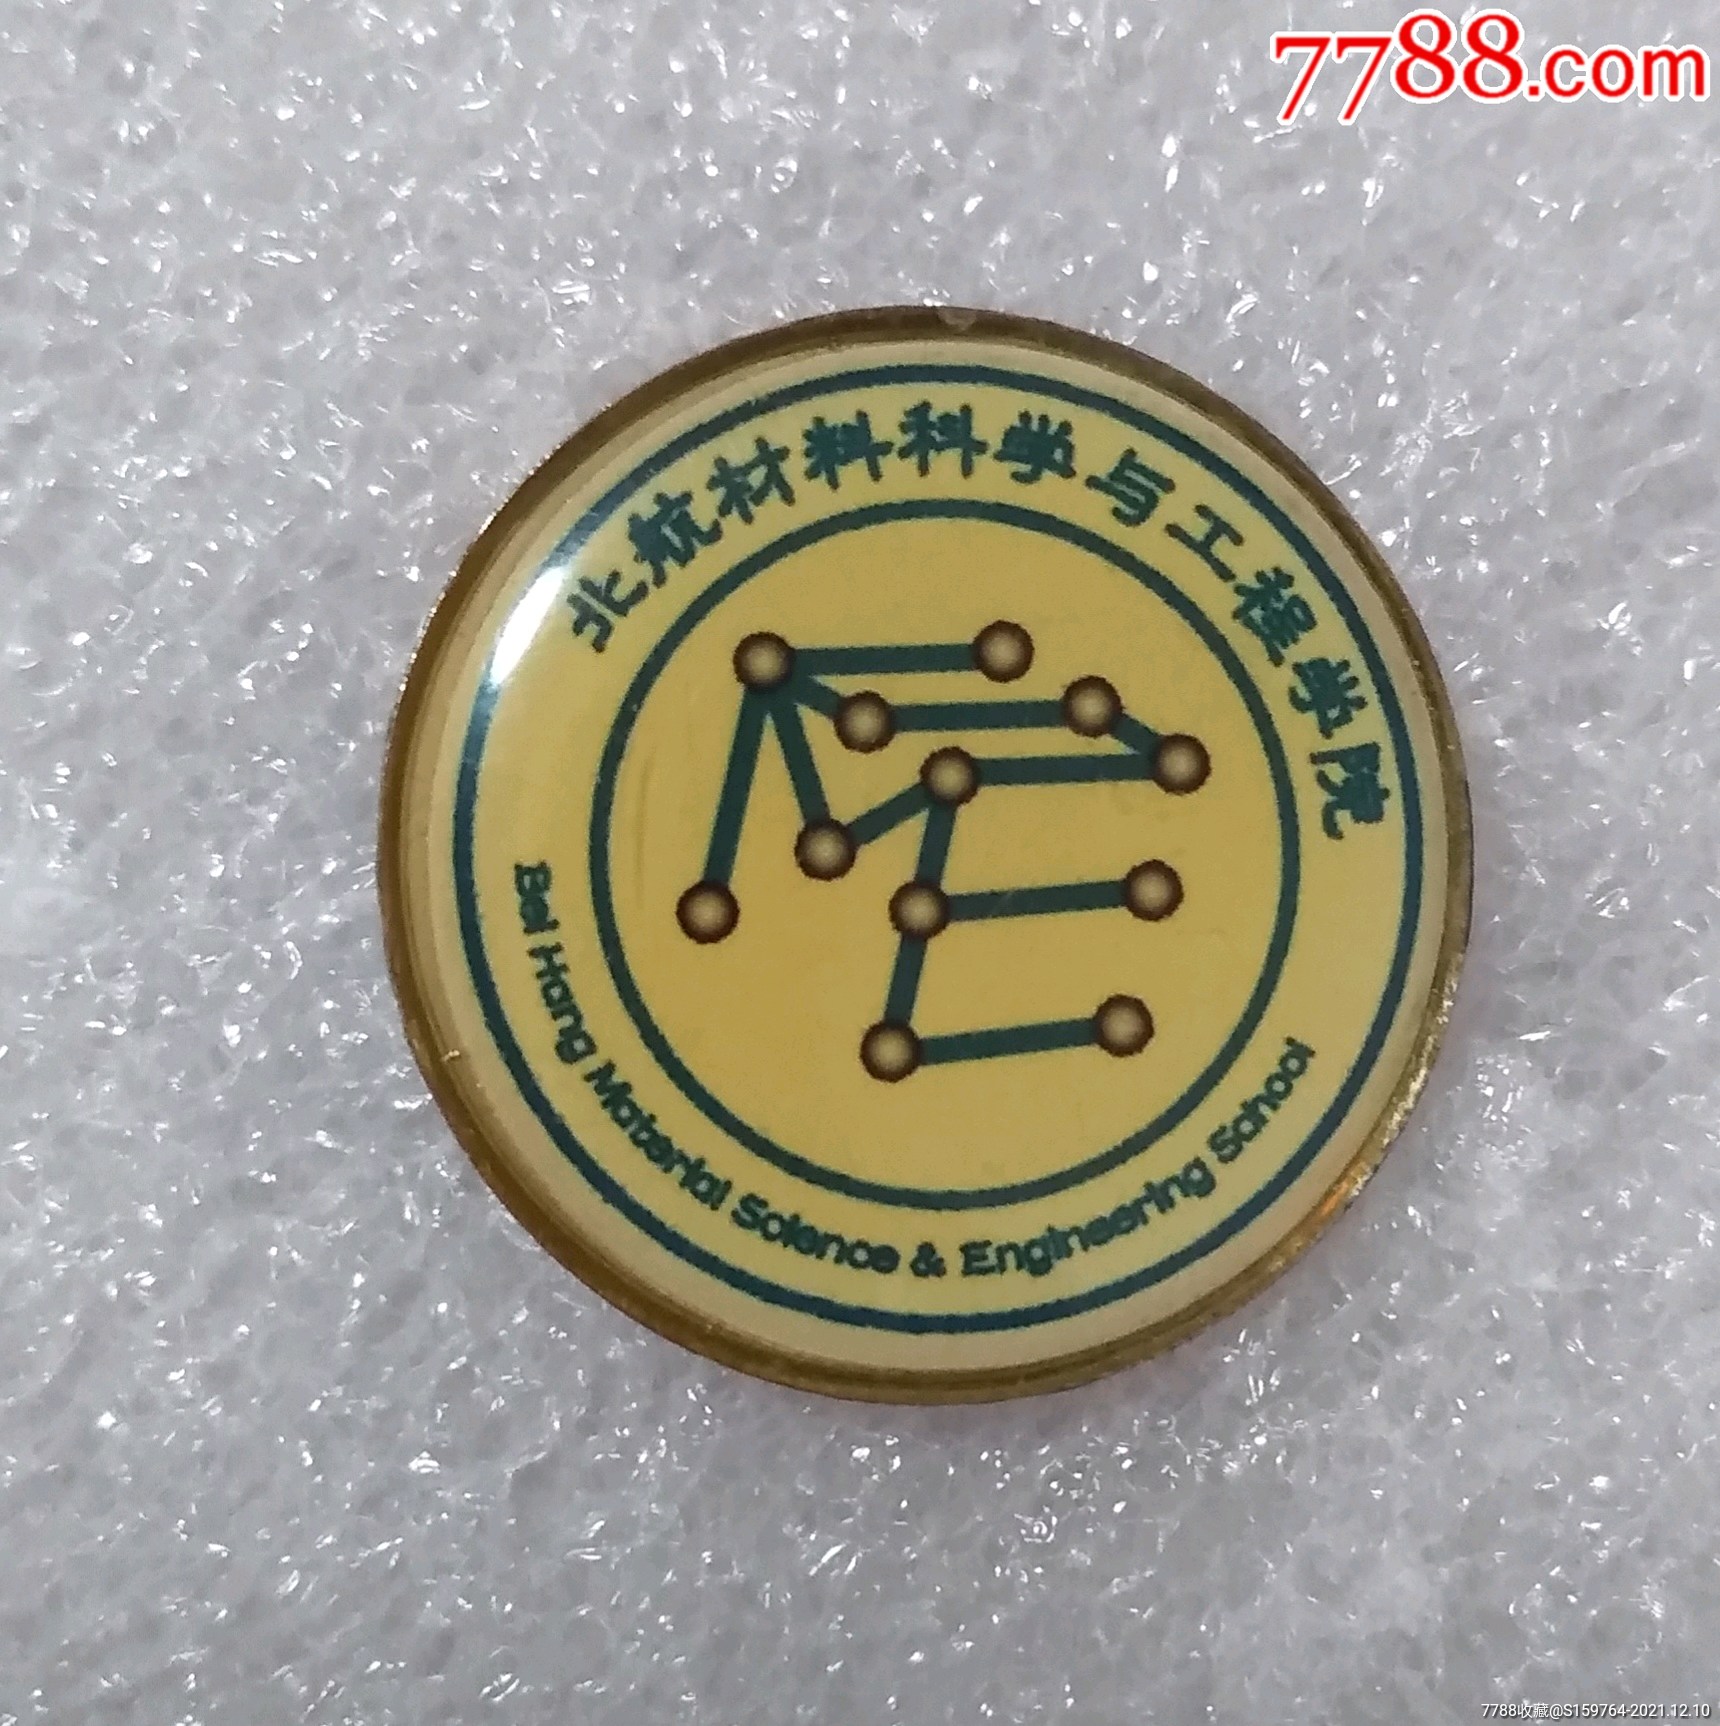 7788.com
北航材料科学与工程学院
Bei Hang Material Science & Engineering School
7788收藏@S159764-2021.12.10